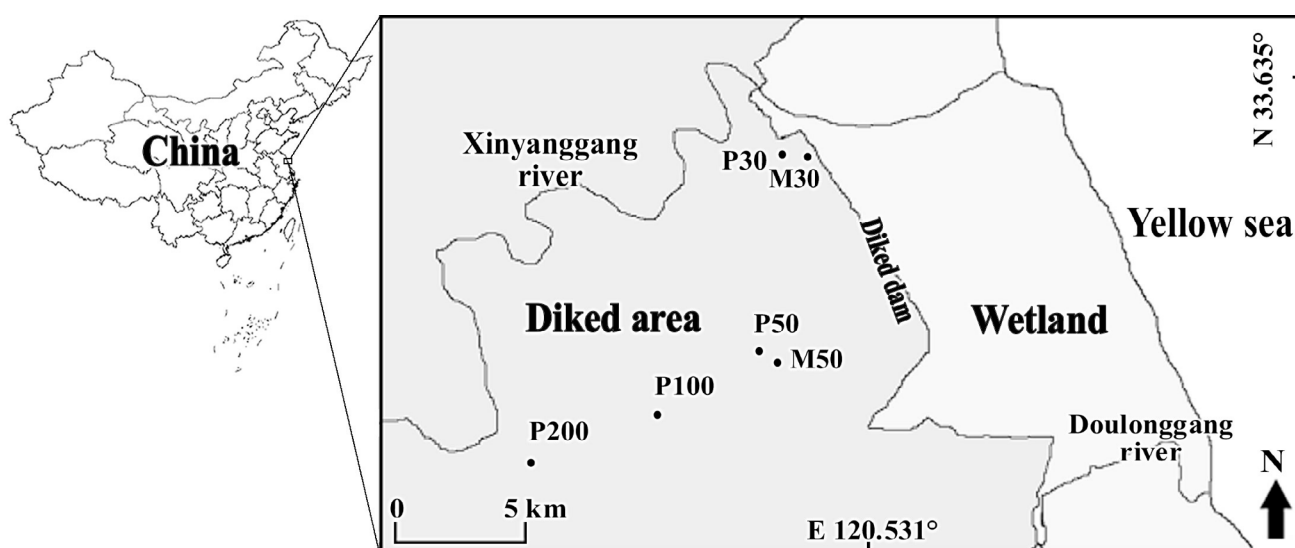 China
Xinyanggang
river
P30
M30
N 33.635°
Yellow sea
Diked dam
Diked area
Wetland
P50
M50
P100
P200
Doulonggang
river
N
0 5 km
E 120.531°